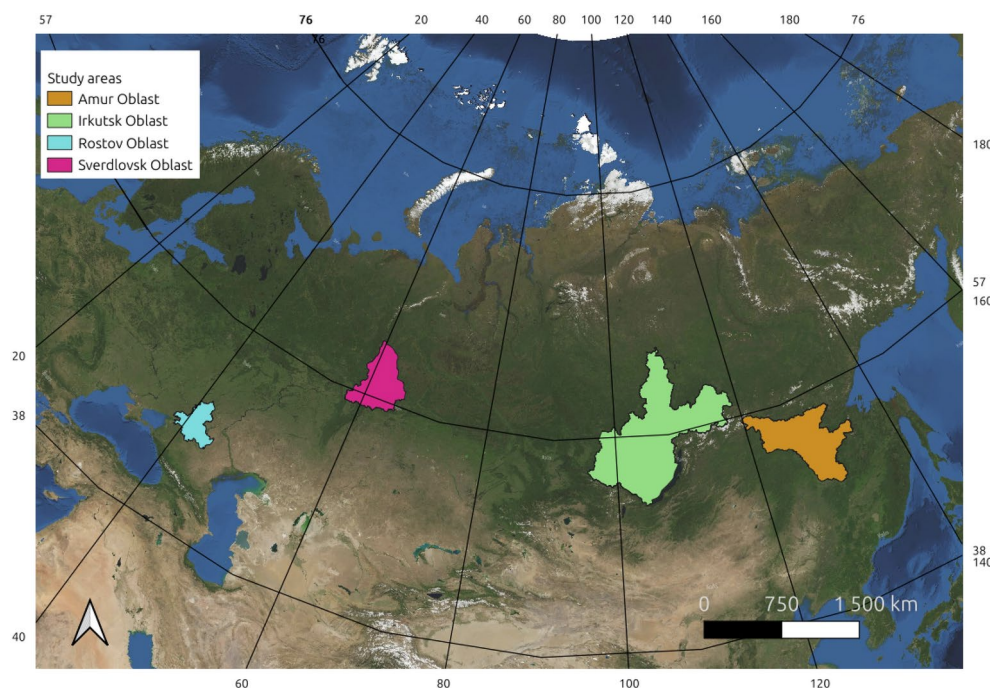 57 76 20 40 60 80 100 120 140 160 180 76
76
Study areas
Amur Oblast
Irkutsk Oblast
Rostov Oblast
Sverdlovsk Oblast
180
57
160
20
38
38
140
0 750 1 500 km
40
60 80 100 120